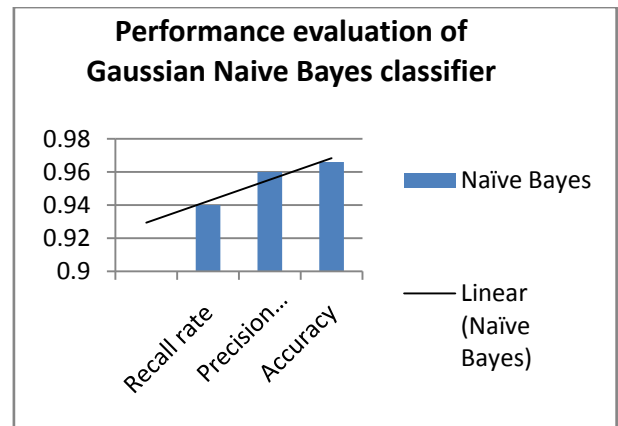 Performance evaluation of
Gaussian Naive Bayes classifier
0.98
0.96
0.94
0.92
0.9
Recall rate
Precision...
Accuracy
Naïve Bayes
Linear
(Naïve
Bayes)